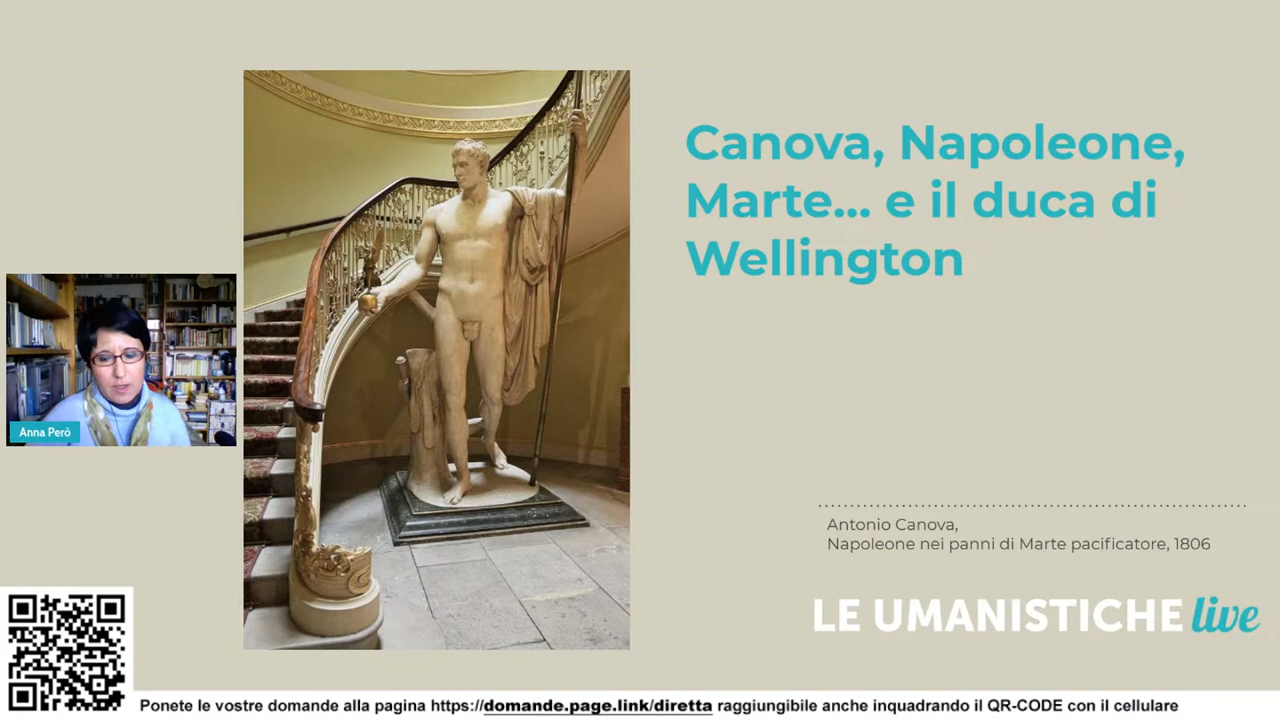 Canova, Napoleone,
Marte... e il duca di
Wellington
Anna Però
Antonio Canova,
Napoleone nei panni di Marte pacificatore, 1806
LE UMANISTICHE live
Ponete le vostre domande alla pagina https://domande.page.link/diretta raggiungibile anche inquadrando il QR-CODE con il cellulare